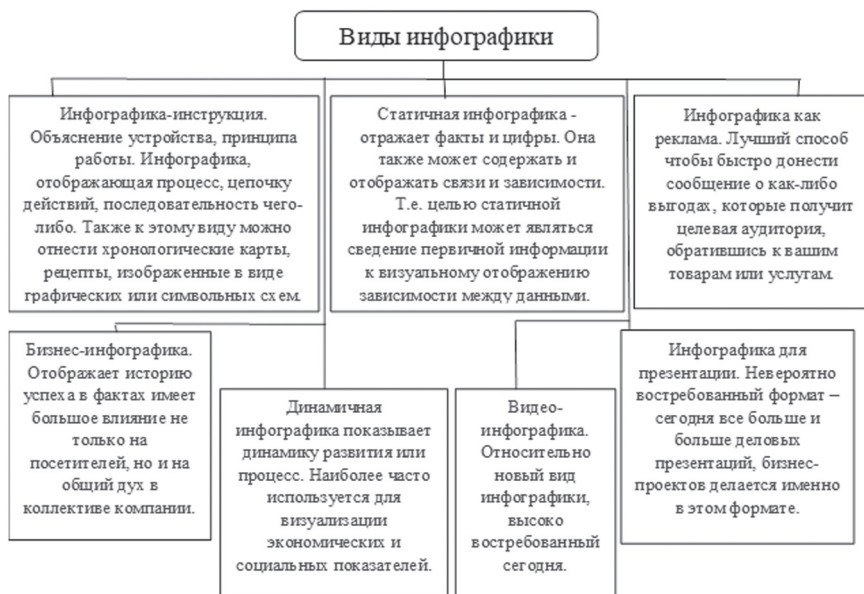 Виды инфографики
Инфографика-инструкция.
Объяснение устройства, принципа
работы. Инфографика,
отображающая процесс, цепочку
действий, последовательность чего-
либо. Также к этому виду можно
отнести хронологические карты,
рецепты, изображенные в виде
графических или символьных схем.
Статичная инфографика -
отражает факты и цифры. Она
также может содержать и
отображать связи и зависимости.
Т.е. целью статичной
инфографики может являться
сведение первичной информации
к визуальному отображению
зависимости между данными.
Инфографика как
реклама. Лучший способ
чтобы быстро донести
сообщение о как-либо
выгодах, которые получит
целевая аудитория,
обратившись к вашим
товарам или услугам.
Бизнес-инфографика.
Отображает историю
успеха в фактах имеет
большое влияние не
только на
посетителей, но и на
общий дух в
коллективе компании.
Динамичная
инфографика показывает
динамику развития или
процесс. Наиболее часто
используется для
визуализации
экономических и
социальных показателей.
Видео-
инфографика.
Относительно
новый вид
инфографики,
высоко
востребованный
сегодня.
Инфографика для
презентации. Невероятно
востребованный формат –
сегодня все больше и
больше деловых
презентаций, бизнес-
проектов делается именно
в этом формате.